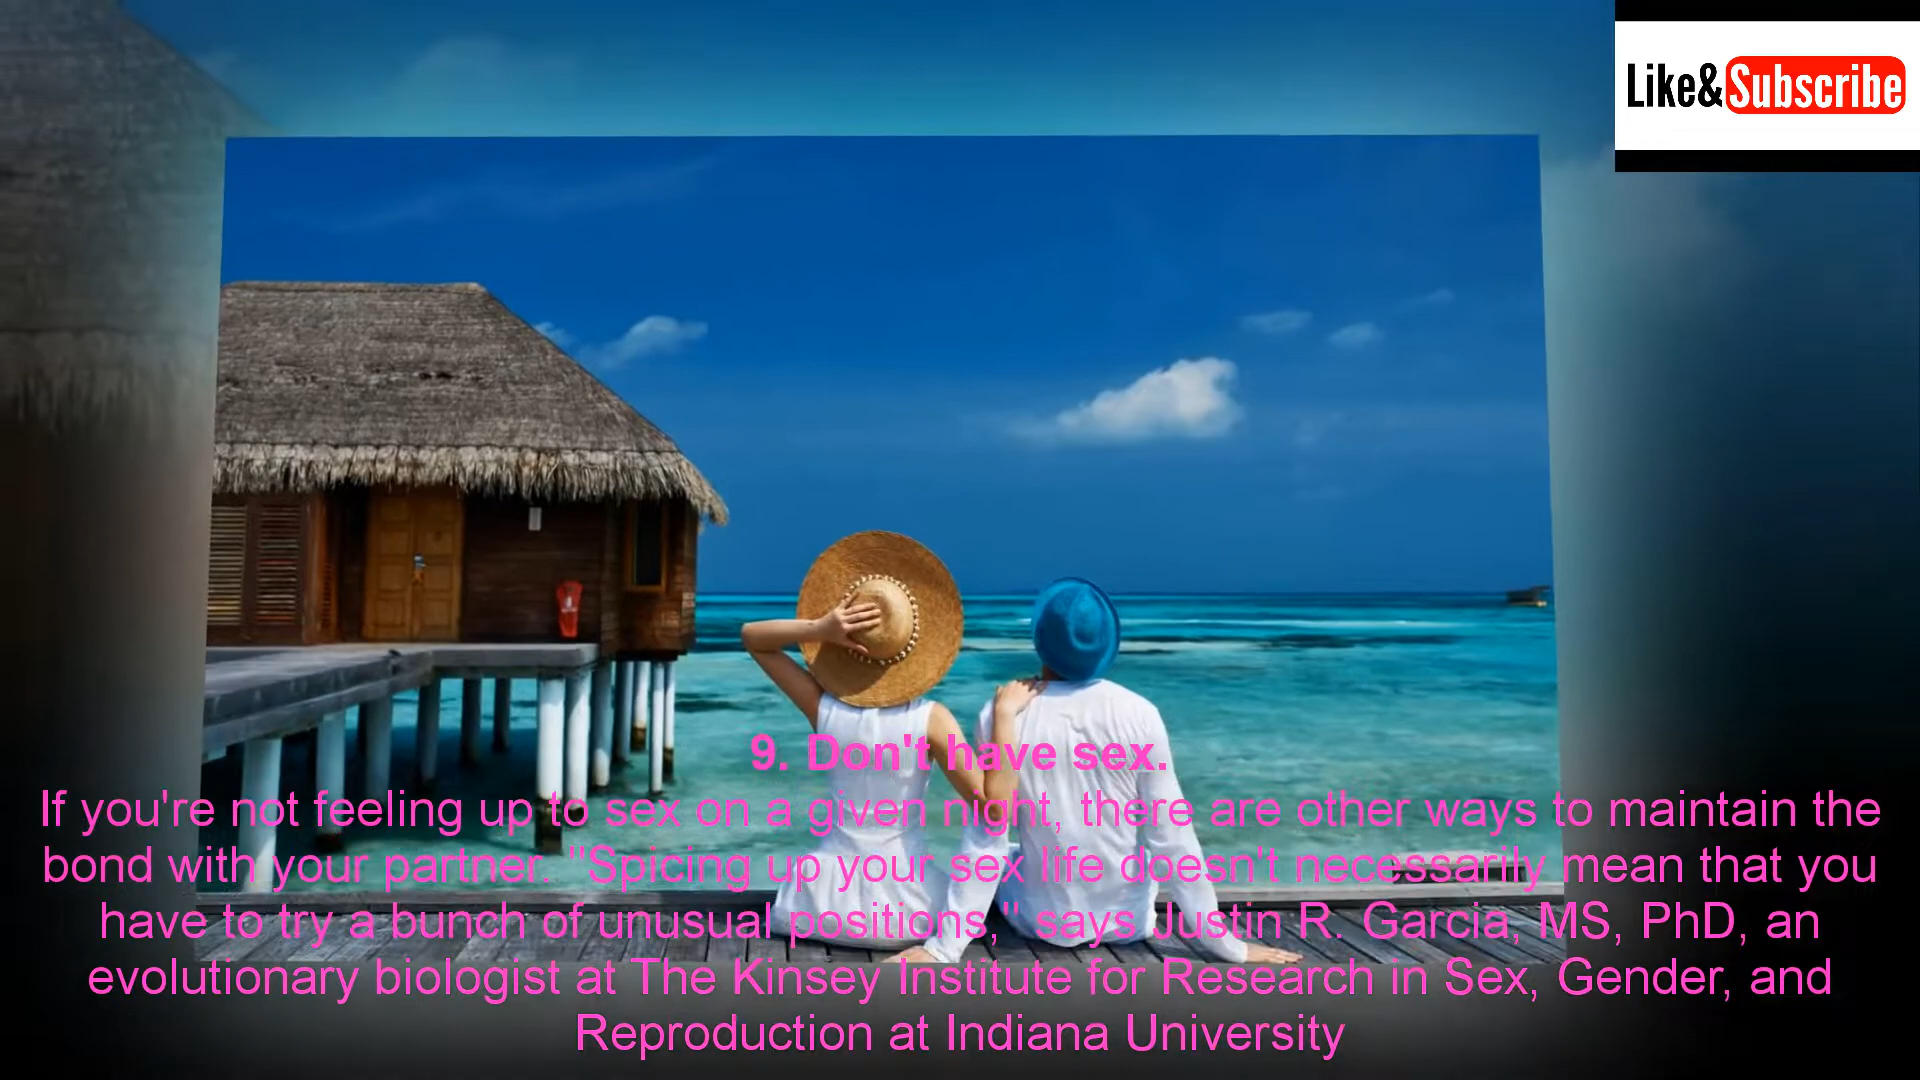 Like&Subscribe
9. Don't have sex.
If you're not feeling up to sex on a given night, there are other ways to maintain the
bond with your partner. "Spicing up your sex life doesn't necessarily mean that you
have to try a bunch of unusual positions," says Justin R. Garcia, MS, PhD, an
evolutionary biologist at The Kinsey Institute for Research in Sex, Gender, and
Reproduction at Indiana University